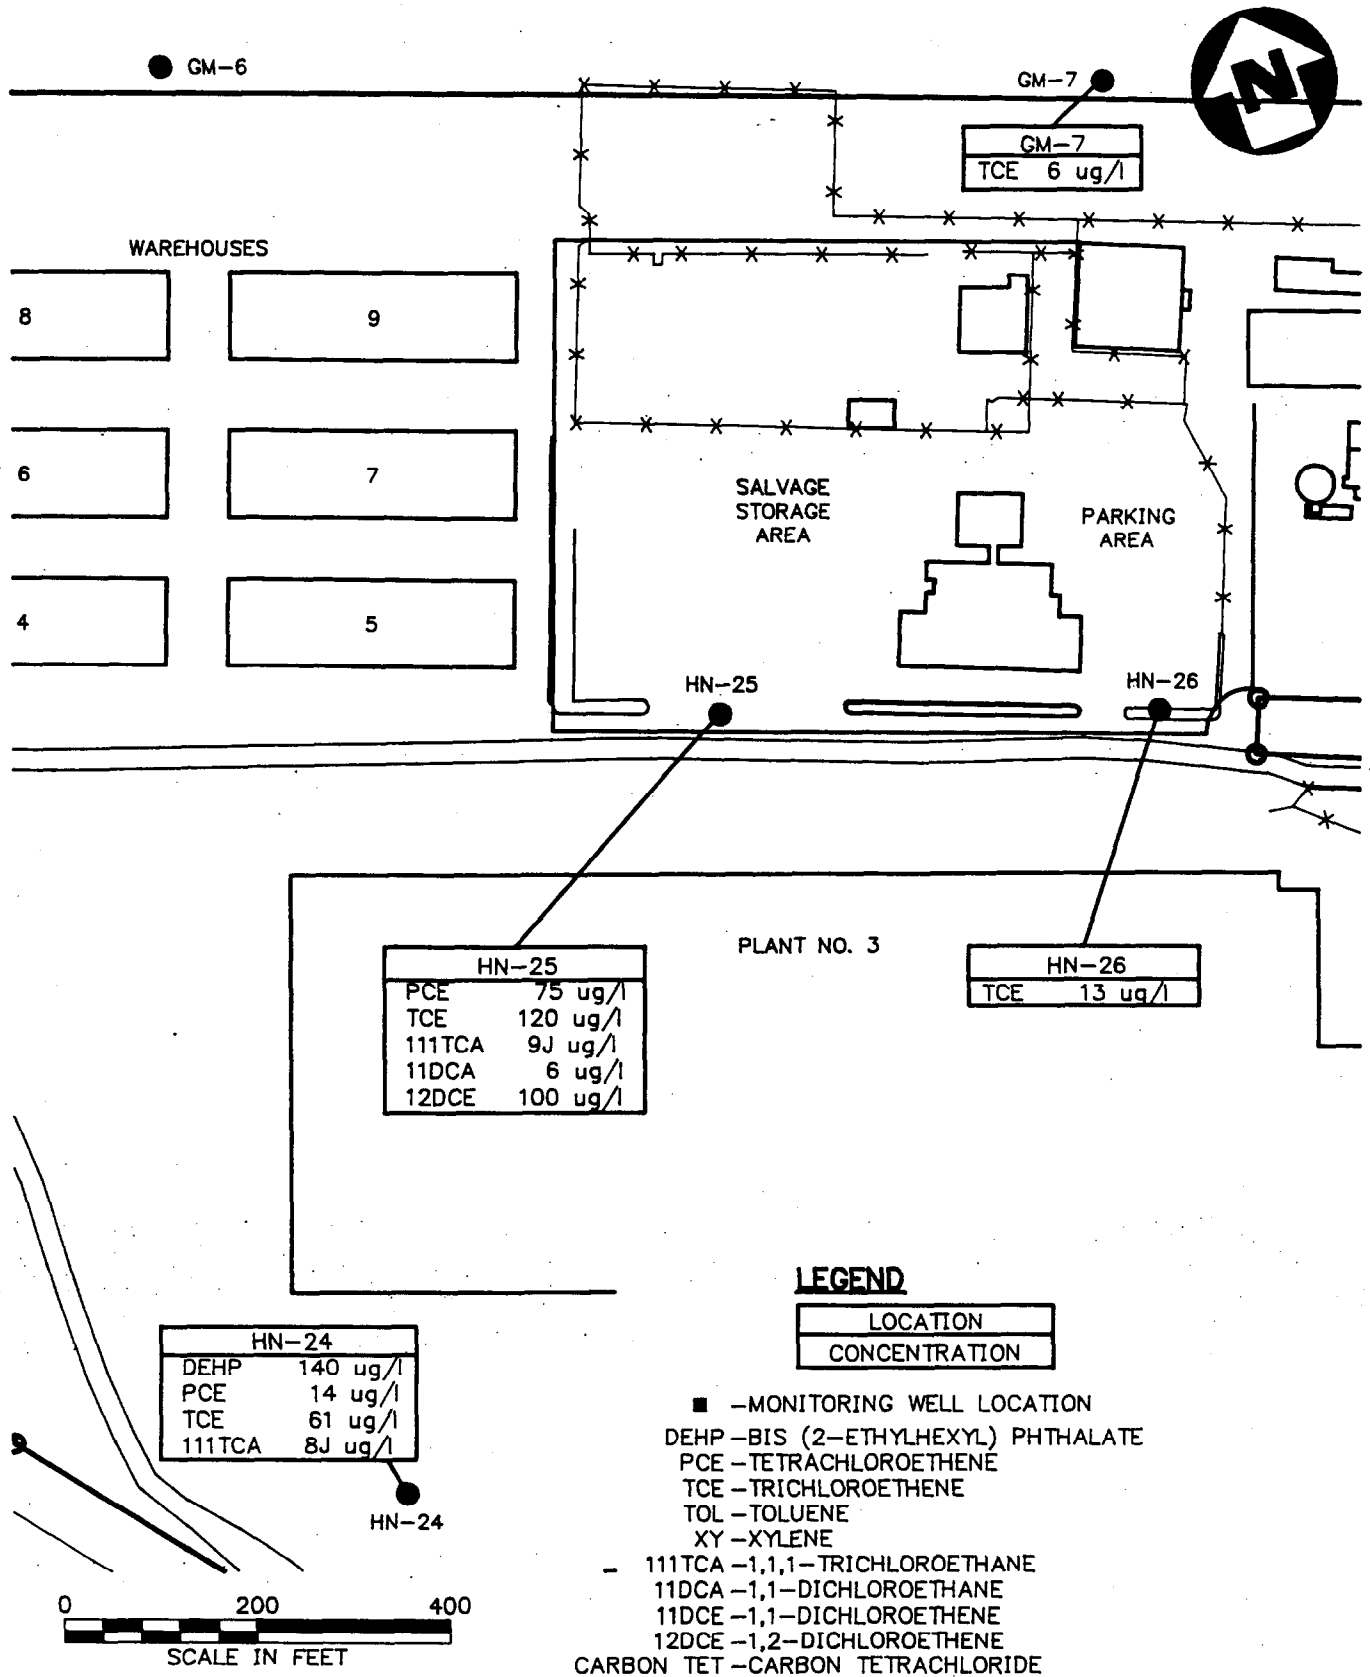 GM-6
GM-7
N
GM-7
TCE 6 ug/l
WAREHOUSES
8
9
6
7
SALVAGE
STORAGE
AREA
PARKING
AREA
4
5
HN-25
HN-26
PLANT NO. 3
HN-25
PCE 75 ug/l
TCE 120 ug/l
111TCA 9J ug/l
11DCA 6 ug/l
12DCE 100 ug/l
HN-26
TCE 13 ug/l
LEGEND
LOCATION
CONCENTRATION
HN-24
DEHP 140 ug/l
PCE 14 ug/l
TCE 61 ug/l
111TCA 8J ug/l
HN-24
-MONITORING WELL LOCATION
DEHP -BIS (2-ETHYLHEXYL) PHTHALATE
PCE -TETRACHLOROETHENE
TCE -TRICHLOROETHENE
TOL -TOLUENE
XY -XYLENE
111TCA -1,1,1-TRICHLOROETHANE
11DCA -1,1-DICHLOROETHANE
11DCE -1,1-DICHLOROETHENE
12DCE -1,2-DICHLOROETHENE
CARBON TET -CARBON TETRACHLORIDE
0 200 400
SCALE IN FEET